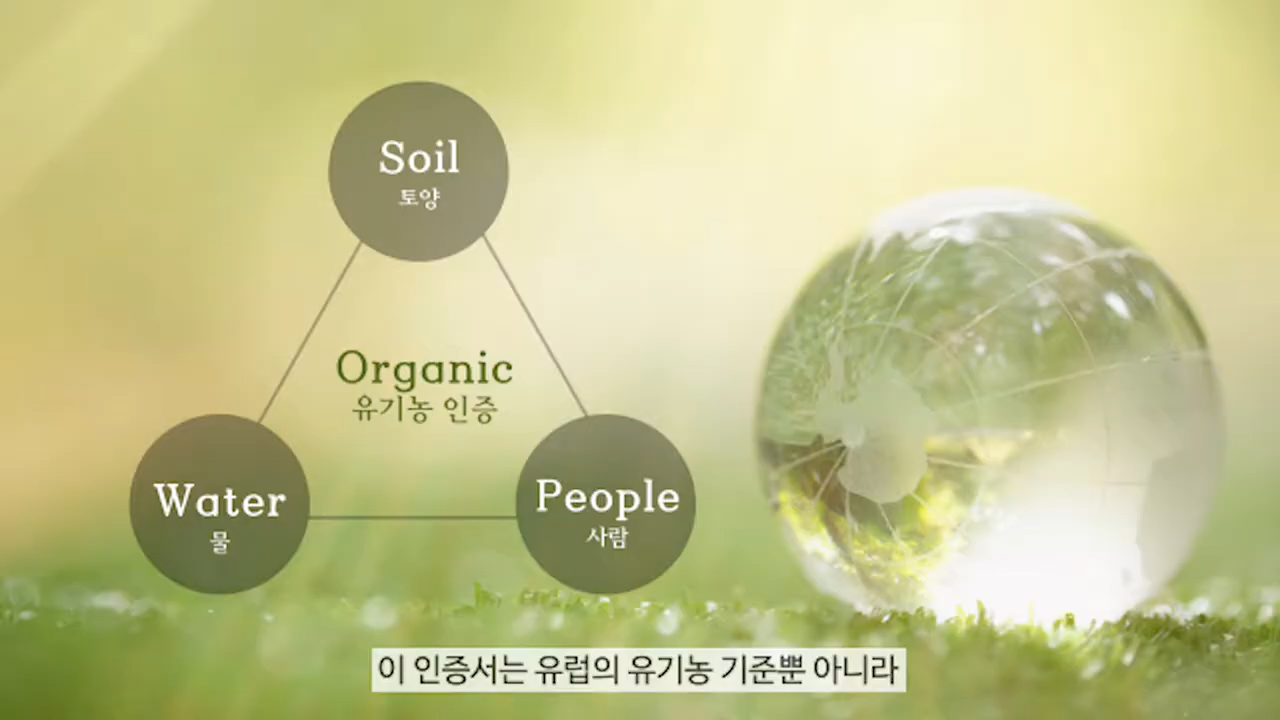 Soil
토양
Organic
유기농 인증
Water
물
People
사람
이 인증서는 유럽의 유기농 기준뿐 아니라